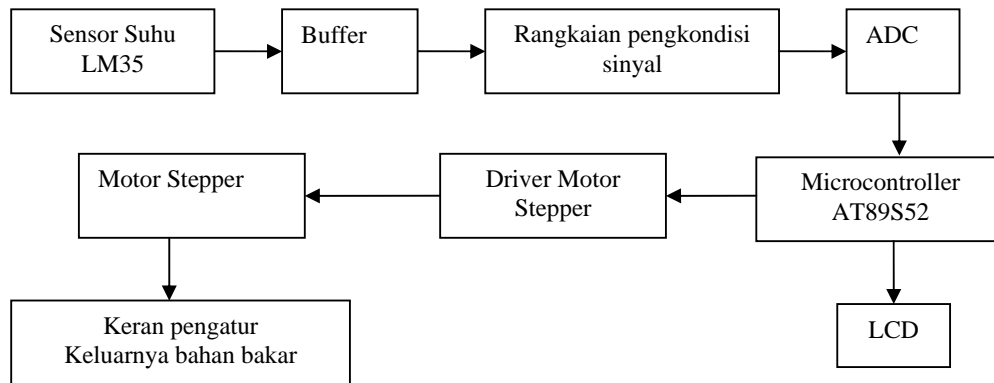 Sensor Suhu
LM35
Buffer
Rangkaian pengkondisi
sinyal
ADC
Motor Stepper
Driver Motor
Stepper
Microcontroller
AT89S52
Keran pengatur
Keluarnya bahan bakar
LCD